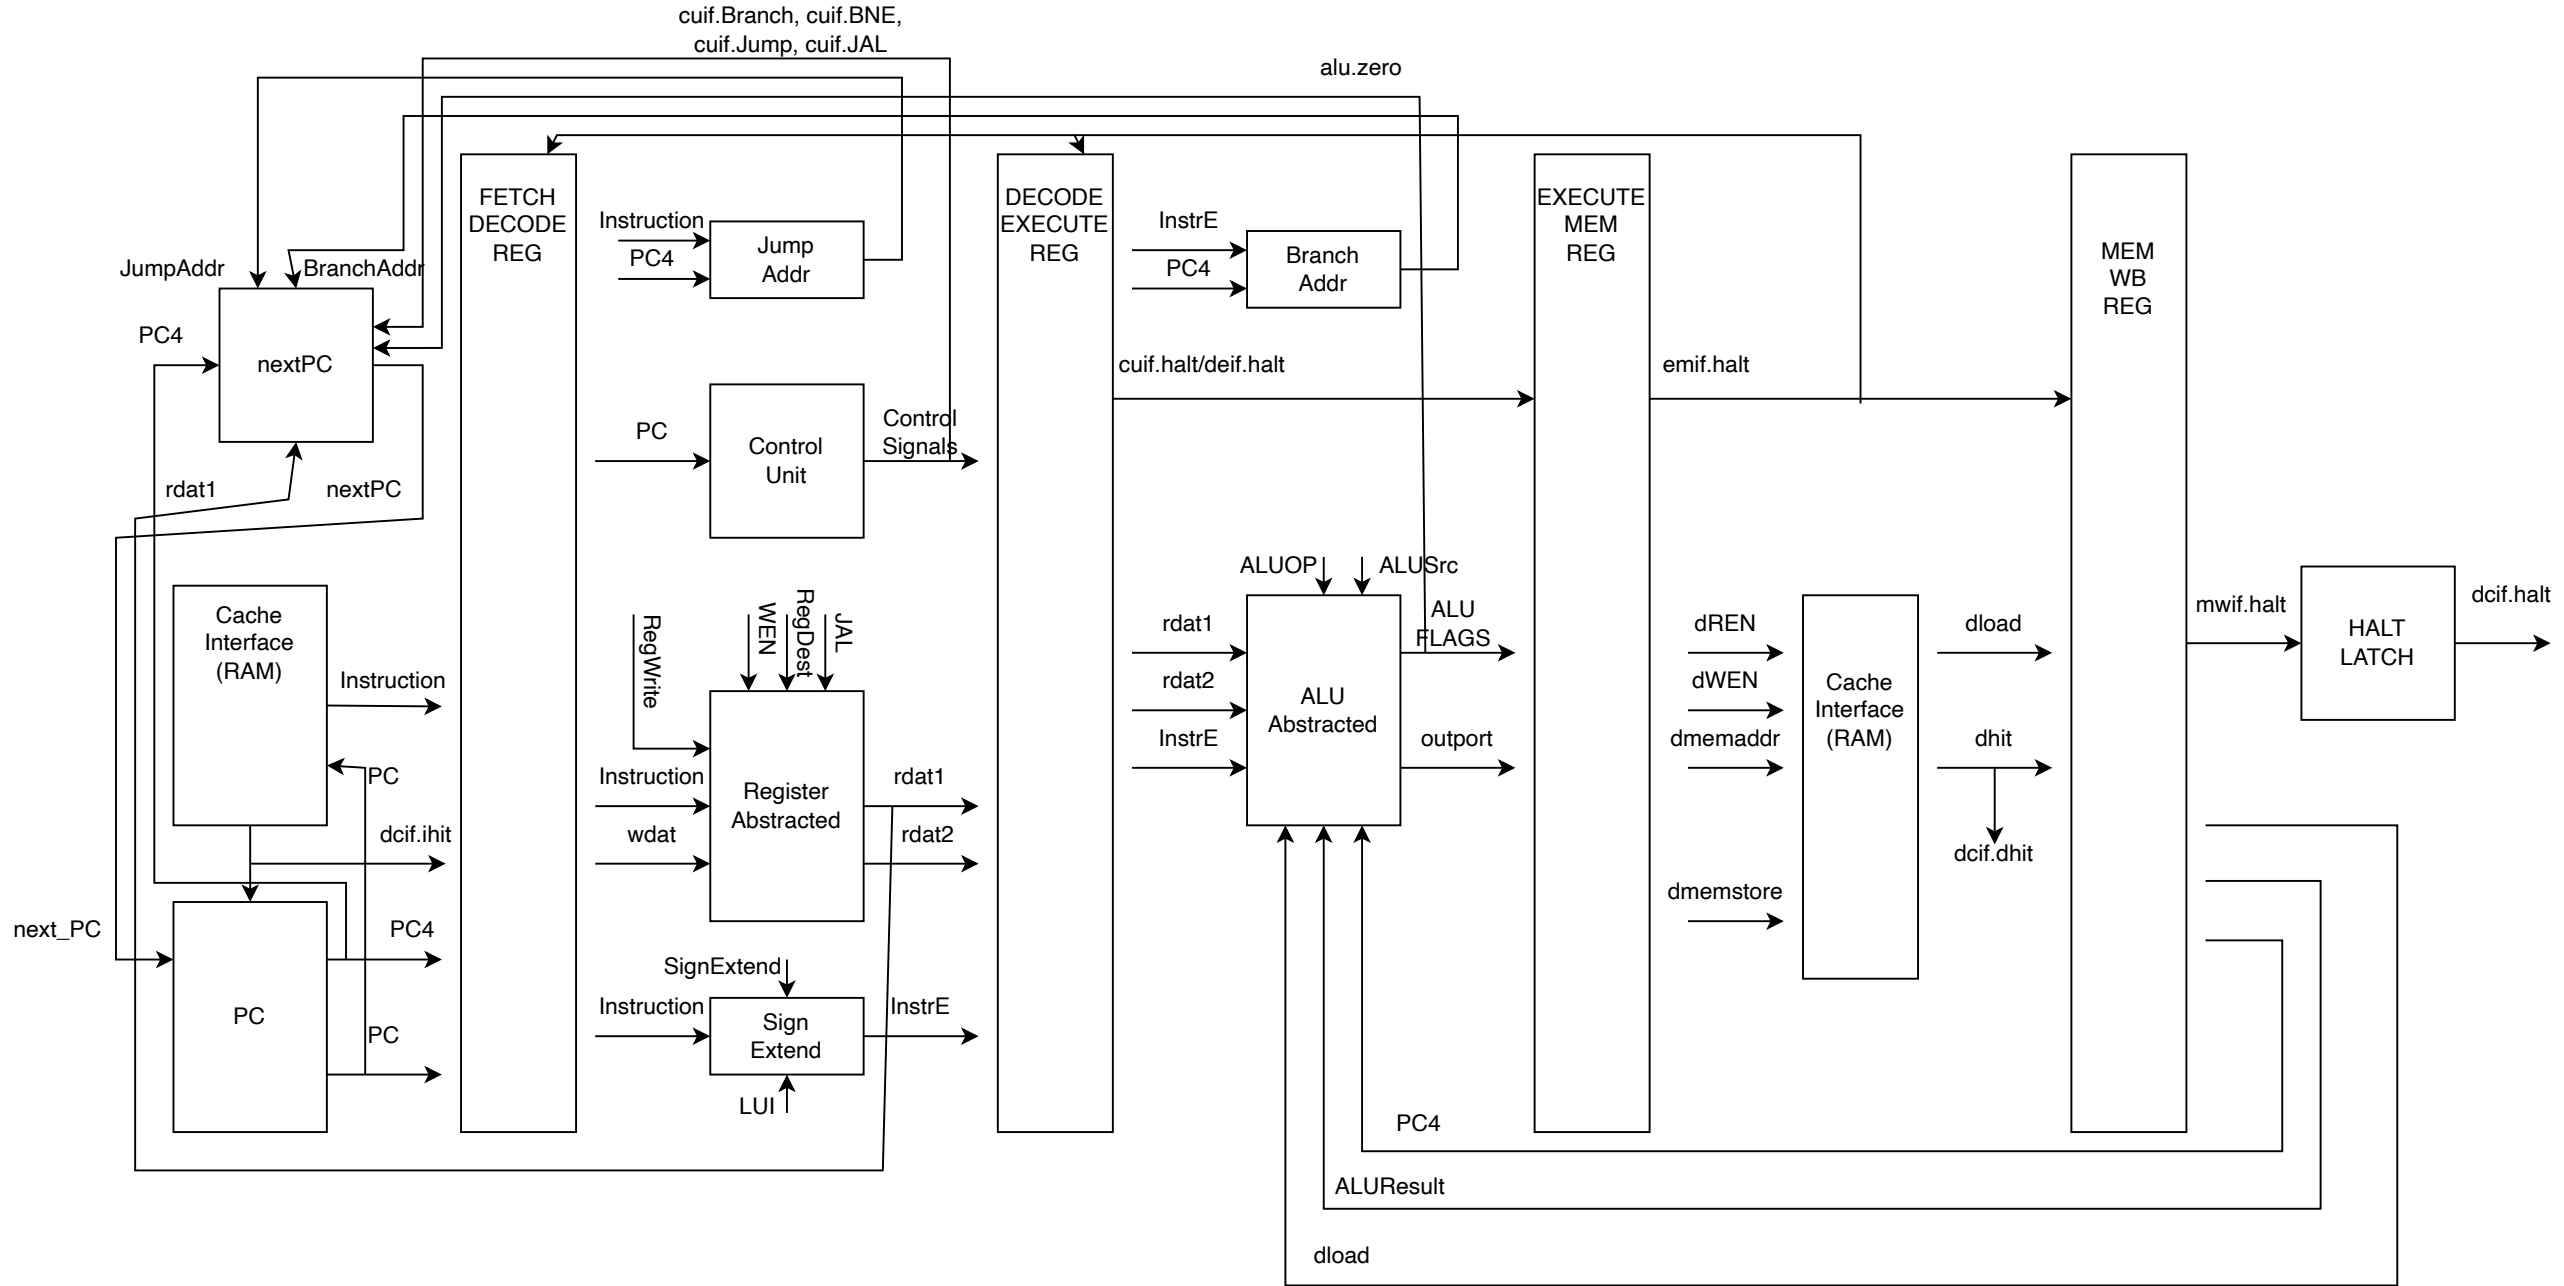 cuif.Branch, cuif.BNE,
cuif.Jump, cuif.JAL
alu.zero
JumpAddr
BranchAddr
PC4
nextPC
rdat1
nextPC
Cache
Interface
(RAM)
Instruction
PC
dcif.ihit
next_PC
PC4
PC
PC
FETCH
DECODE
REG
Instruction
PC4
Jump
Addr
PC
Control
Unit
Control
Signals
RegWrite
WEN
RegDest
JAL
Instruction
wdat
Register
Abstracted
rdat1
rdat2
SignExtend
Instruction
Sign
Extend
InstrE
LUI
DECODE
EXECUTE
REG
InstrE
PC4
Branch
Addr
cuif.halt/deif.halt
ALUOP
ALUSrc
rdat1
rdat2
InstrE
ALU
Abstracted
ALU
FLAGS
outport
EXECUTE
MEM
REG
emif.halt
dREN
dWEN
dmemaddr
dmemstore
Cache
Interface
(RAM)
dload
dhit
dcif.dhit
MEM
WB
REG
mwif.halt
HALT
LATCH
dcif.halt
PC4
ALUResult
dload